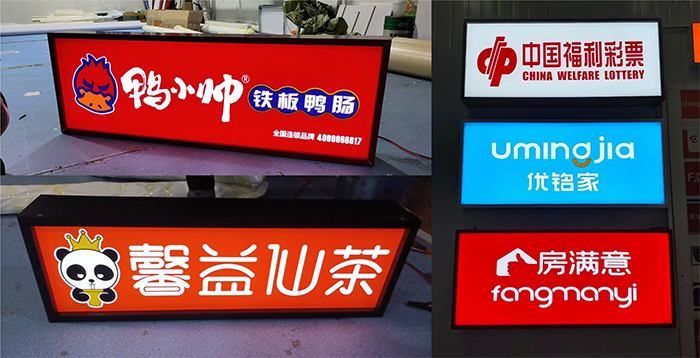 鸭小帅®
铁板鸭肠
全国连锁品牌 4000066817
馨益仙茶
中国福利彩票
CHINA WELFARE LOTTERY
umingjia
优铭家
房满意
fangmanyi